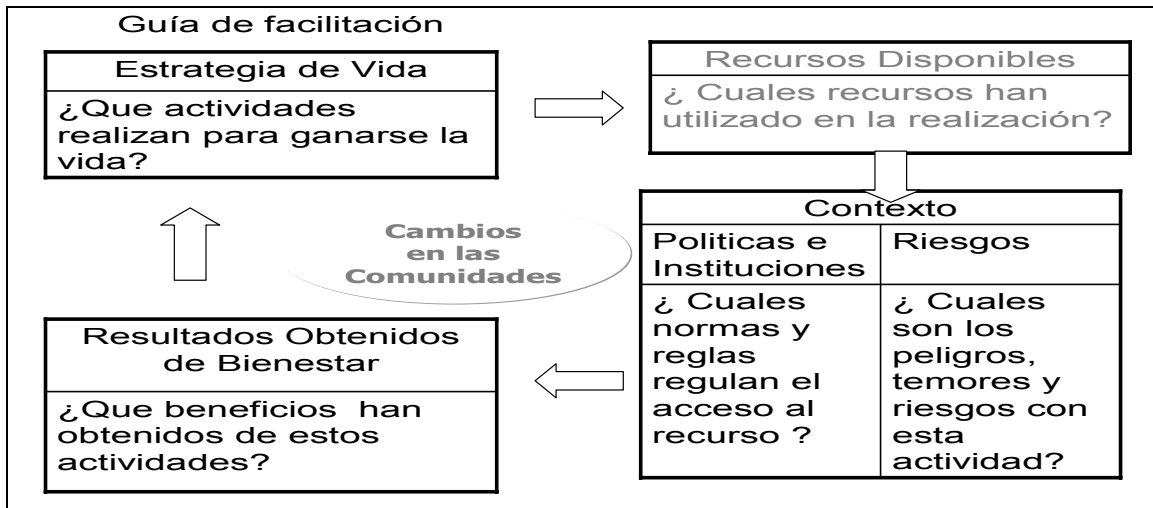 Guía de facilitación
Estrategia de Vida
¿Que actividades
realizan para ganarse la
vida?
Recursos Disponibles
¿ Cuales recursos han
utilizado en la realización?
Contexto
Politicas e
Instituciones
¿ Cuales
normas y
reglas
regulan el
acceso al
recurso ?
Riesgos
¿ Cuales
son los
peligros,
temores y
riesgos con
esta
actividad?
Cambios
en las
Comunidades
Resultados Obtenidos
de Bienestar
¿Que beneficios  han
obtenidos de estos
actividades?